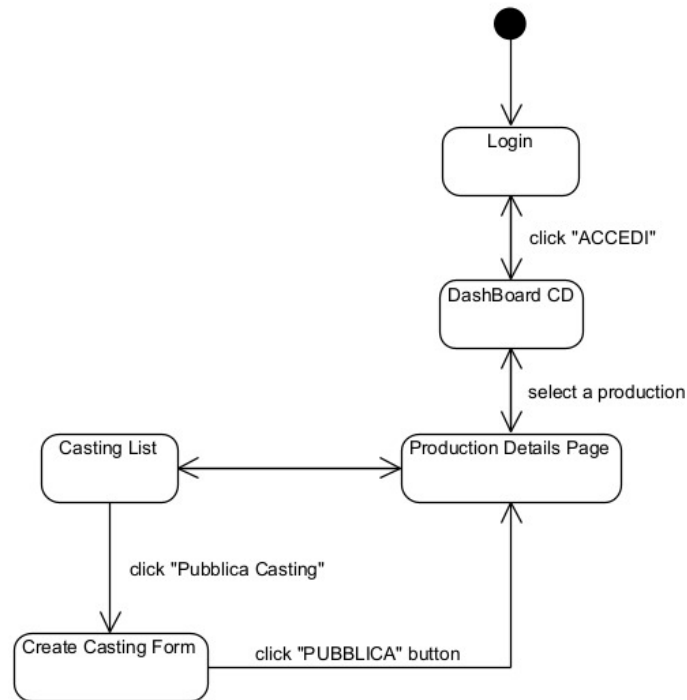 Login
click "ACCEDI"
DashBoard CD
select a production
Casting List
Production Details Page
click "Pubblica Casting"
Create Casting Form
click "PUBBLICA" button